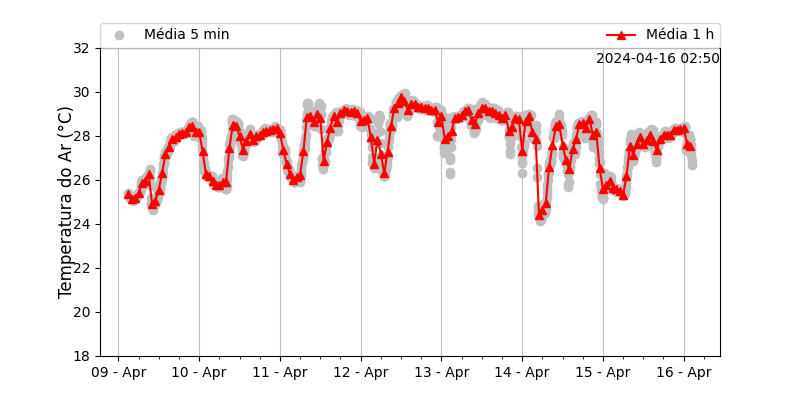 Média 5 min
Média 1 h
2024-04-16 02:50
Temperatura do Ar (°C)
32
30
28
26
24
22
20
18
09 - Apr
10 - Apr
11 - Apr
12 - Apr
13 - Apr
14 - Apr
15 - Apr
16 - Apr